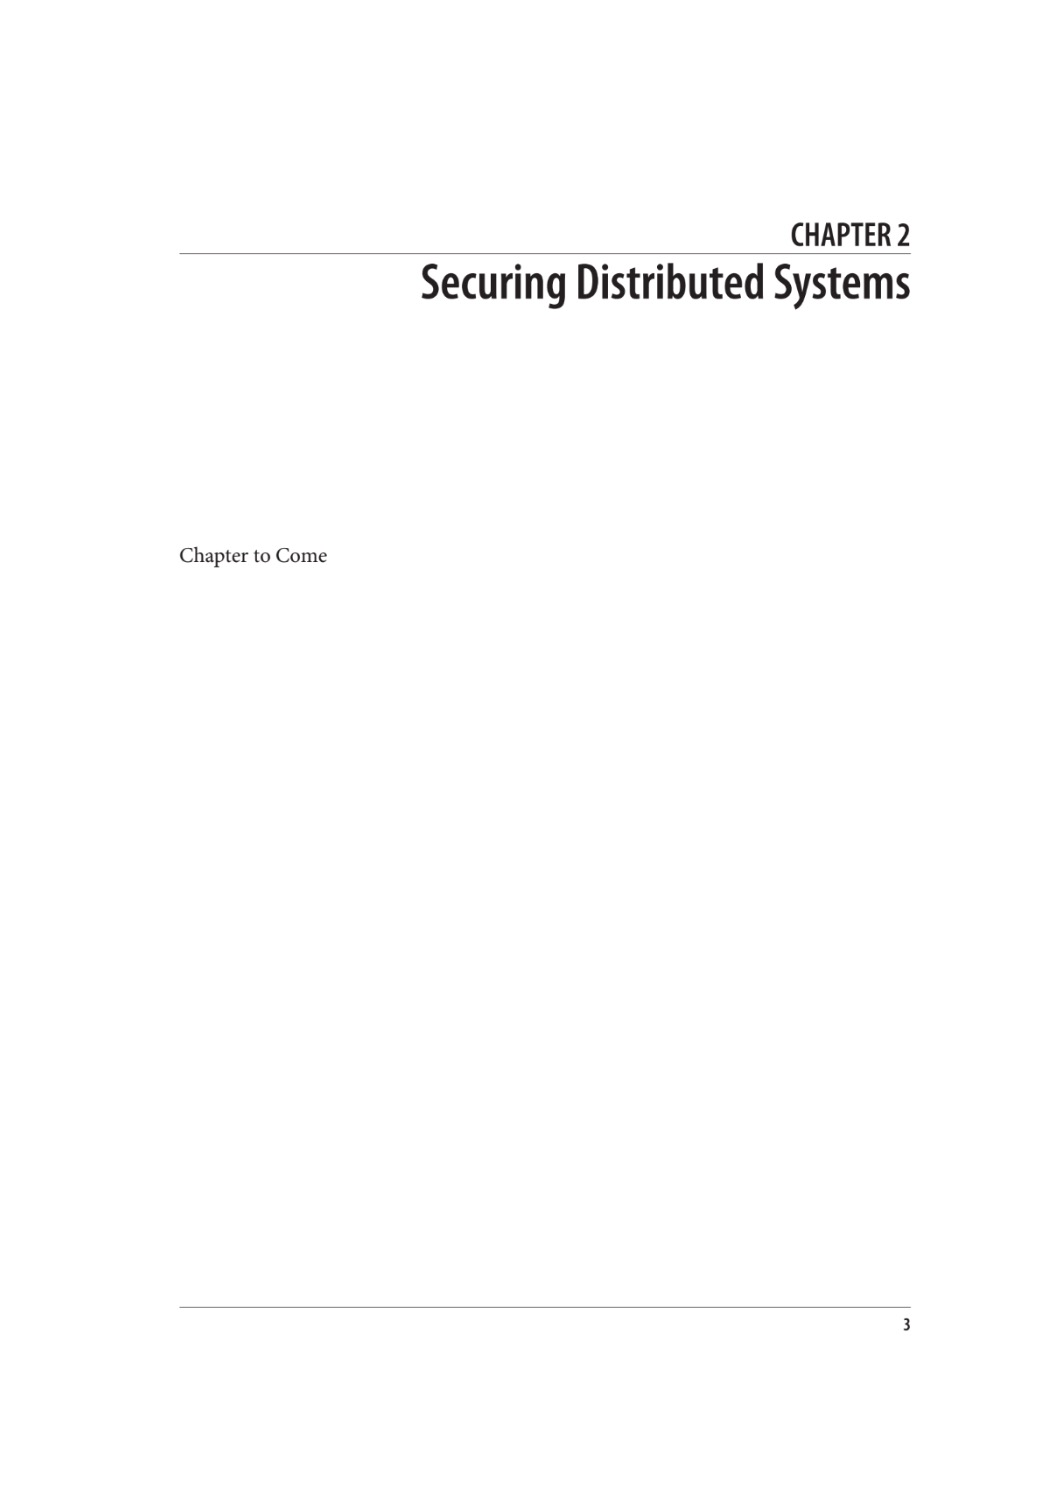 CHAPTER 2
Securing Distributed Systems
Chapter to Come
3